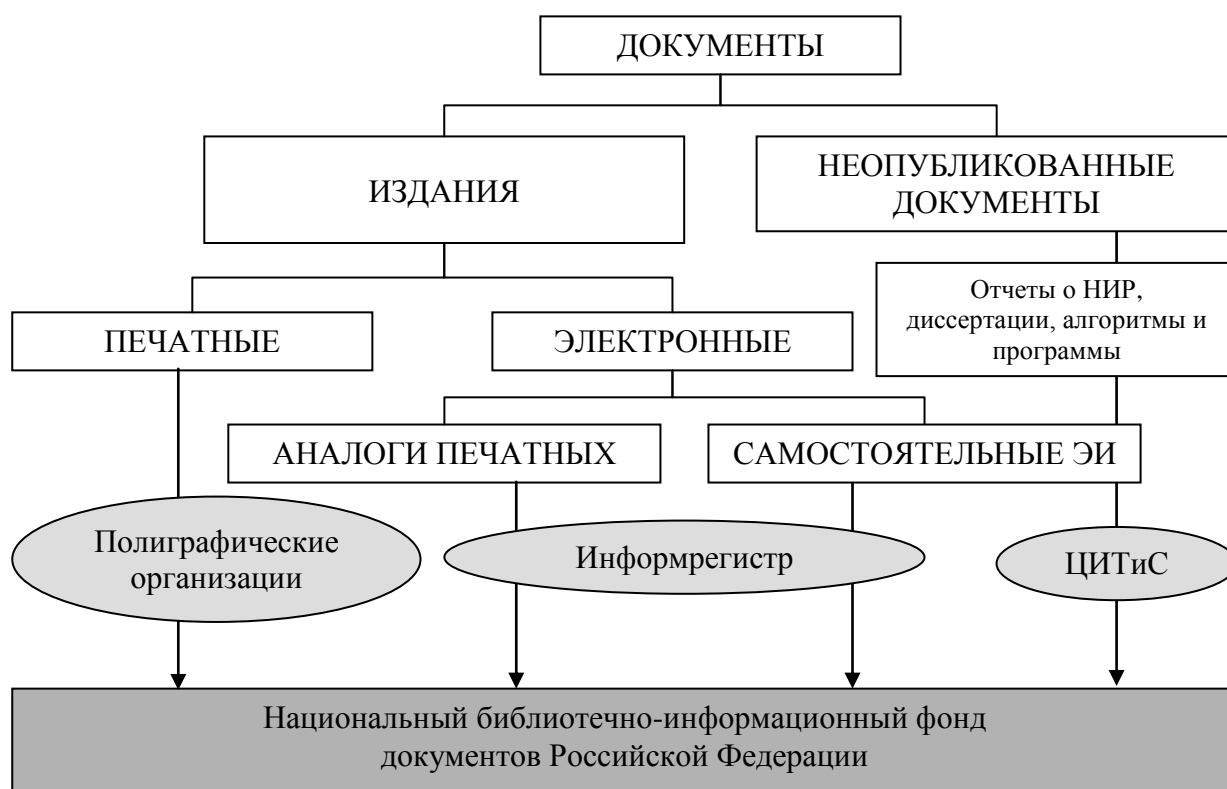 ДОКУМЕНТЫ
ИЗДАНИЯ
НЕОПУБЛИКОВАННЫЕ
ДОКУМЕНТЫ
ПЕЧАТНЫЕ
ЭЛЕКТРОННЫЕ
Отчеты о НИР,
диссертации, алгоритмы и
программы
АНАЛОГИ ПЕЧАТНЫХ
САМОСТОЯТЕЛЬНЫЕ ЭИ
Полиграфические
организации
Информрегистр
ЦИТиС
Национальный библиотечно-информационный фонд
документов Российской Федерации